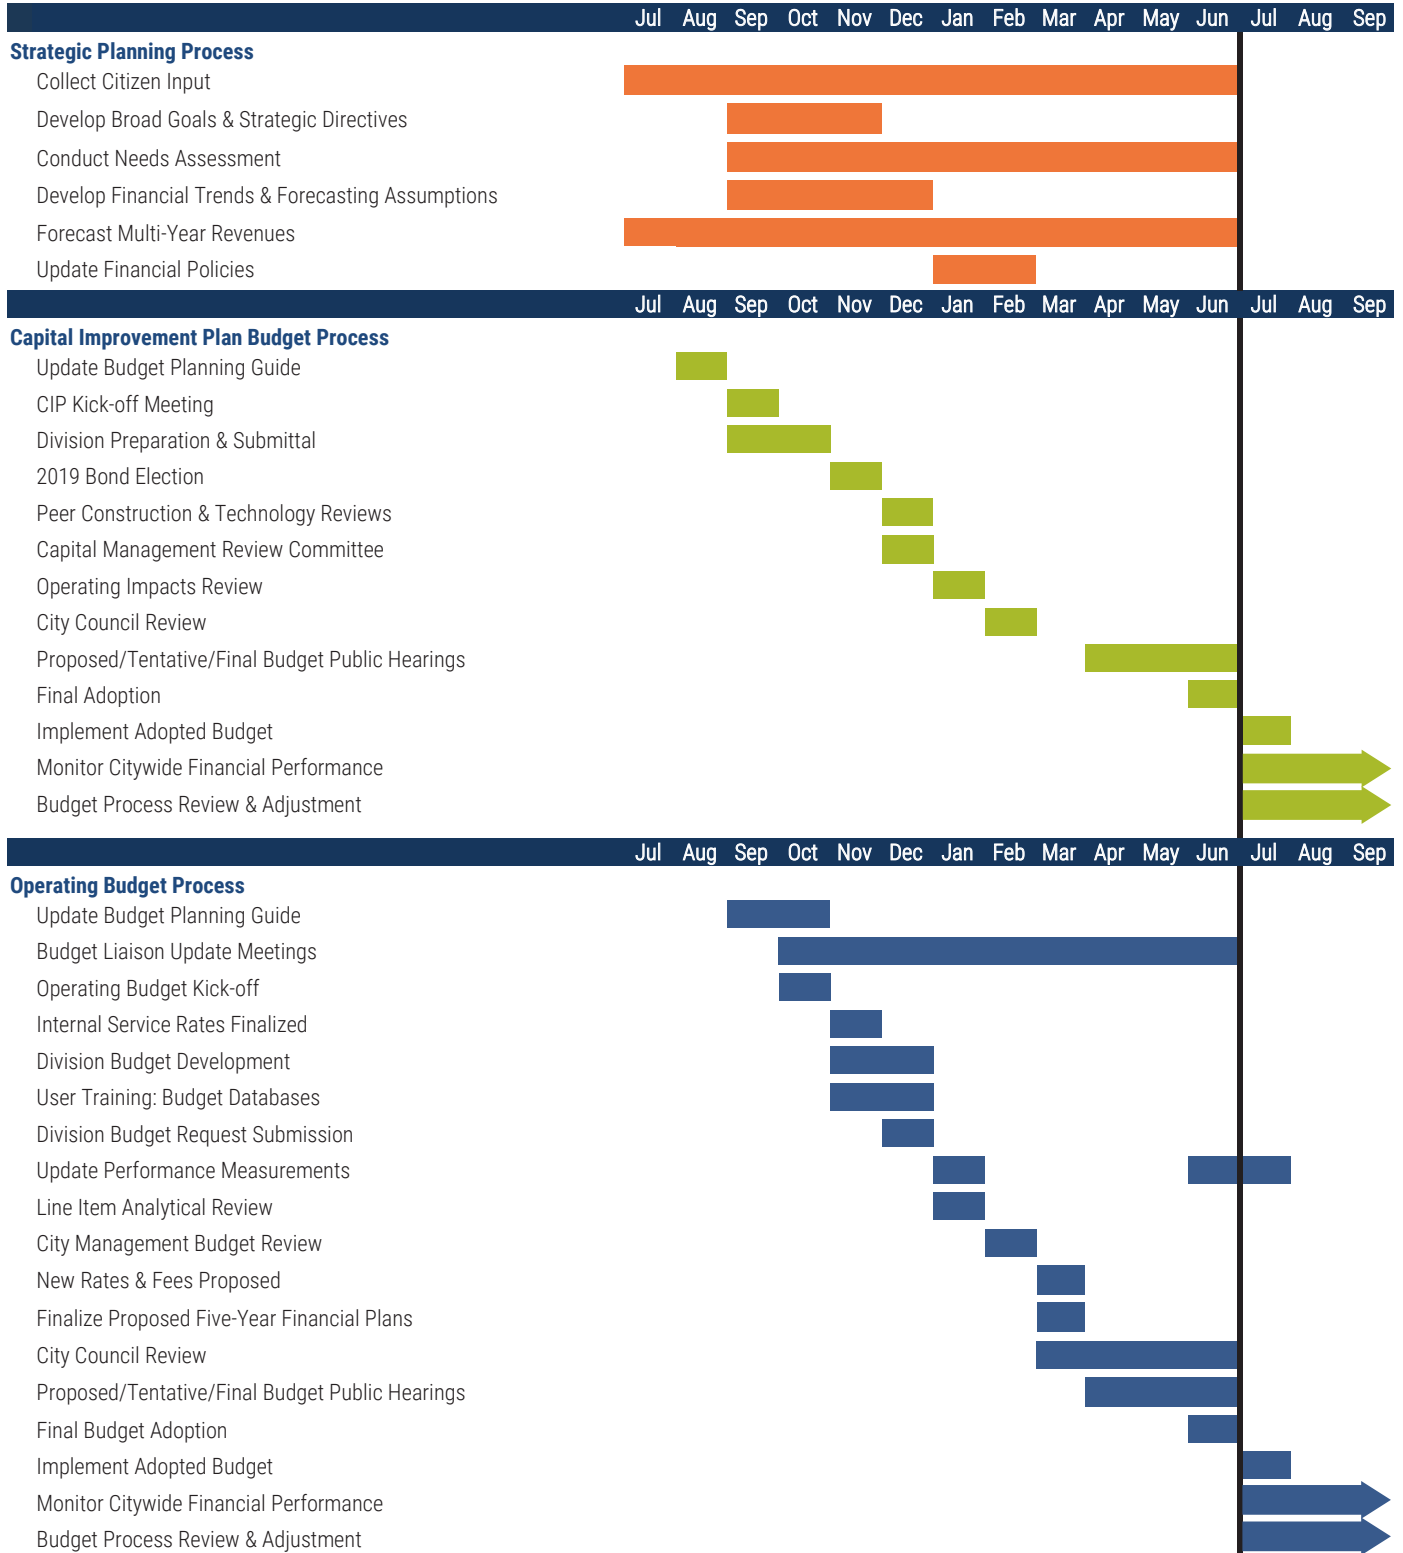 Jul Aug Sep Oct Nov Dec Jan Feb Mar Apr May Jun Jul Aug Sep
Strategic Planning Process
Collect Citizen Input
Develop Broad Goals & Strategic Directives
Conduct Needs Assessment
Develop Financial Trends & Forecasting Assumptions
Forecast Multi-Year Revenues
Update Financial Policies
Jul Aug Sep Oct Nov Dec Jan Feb Mar Apr May Jun Jul Aug Sep
Capital Improvement Plan Budget Process
Update Budget Planning Guide
CIP Kick-off Meeting
Division Preparation & Submittal
2019 Bond Election
Peer Construction & Technology Reviews
Capital Management Review Committee
Operating Impacts Review
City Council Review
Proposed/Tentative/Final Budget Public Hearings
Final Adoption
Implement Adopted Budget
Monitor Citywide Financial Performance
Budget Process Review & Adjustment
Jul Aug Sep Oct Nov Dec Jan Feb Mar Apr May Jun Jul Aug Sep
Operating Budget Process
Update Budget Planning Guide
Budget Liaison Update Meetings
Operating Budget Kick-off
Internal Service Rates Finalized
Division Budget Development
User Training: Budget Databases
Division Budget Request Submission
Update Performance Measurements
Line Item Analytical Review
City Management Budget Review
New Rates & Fees Proposed
Finalize Proposed Five-Year Financial Plans
City Council Review
Proposed/Tentative/Final Budget Public Hearings
Final Budget Adoption
Implement Adopted Budget
Monitor Citywide Financial Performance
Budget Process Review & Adjustment